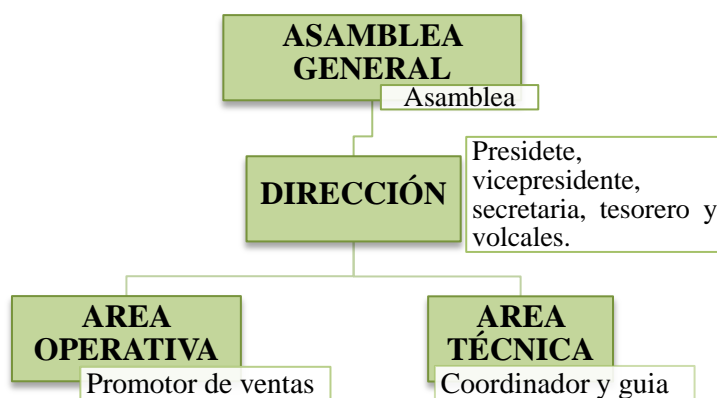 ASAMBLEA
GENERAL
Asamblea
DIRECCIÓN
Presidete,
vicepresidente,
secretaria, tesorero y
volcales.
AREA
OPERATIVA
Promotor de ventas
AREA
TÉCNICA
Coordinador y guia